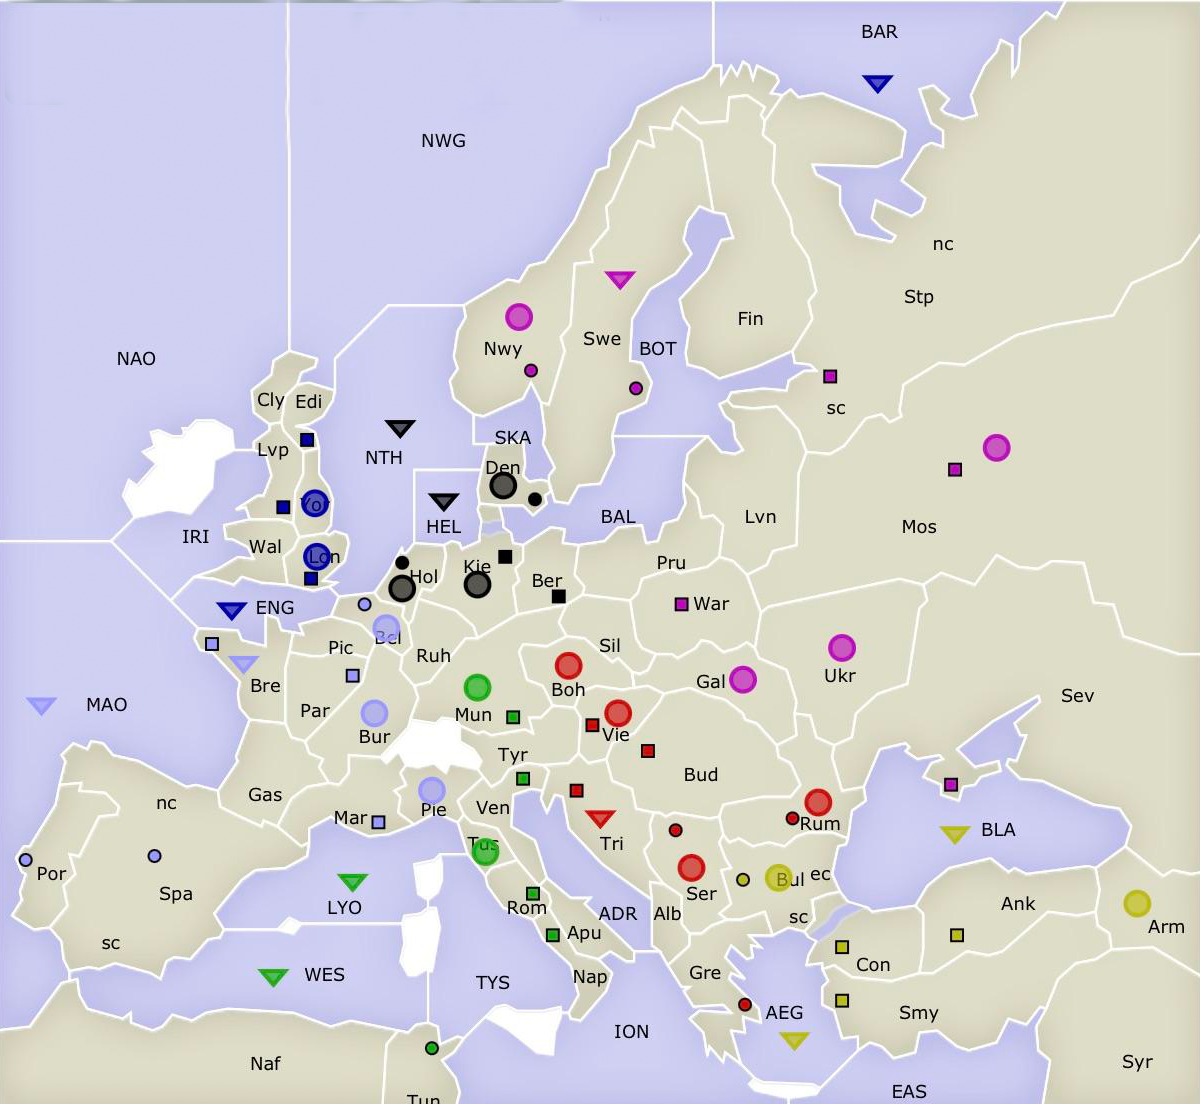 BAR
NWG
nc
Stp
Fin
NAO
Nwy
Swe
BOT
Cly
Edi
sc
SKA
Lvp
NTH
Den
Yor
HEL
BAL
Lvn
Mos
IRI
Wal
Lon
Kie
Hol
Ber
Pru
ENG
War
Bel
Pic
Ruh
Sil
Bre
Boh
Gal
Ukr
Sev
MAO
Par
Mun
Bur
Vie
Tyr
Bud
nc
Gas
Pie
Ven
Mar
Rum
BLA
Tus
Tri
Por
Spa
Bul
ec
Ser
LYO
Rom
ADR
Alb
sc
Ank
Arm
sc
Apu
Con
WES
TYS
Nap
Gre
AEG
Smy
ION
Naf
Syr
EAS
Tun